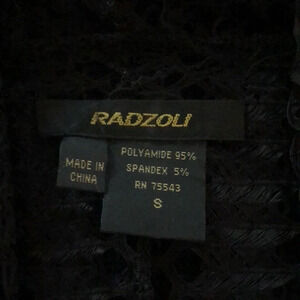 RADZOLI
MADE IN
CHINA
POLYAMIDE 95%
SPANDEX 5%
RN 75543
S